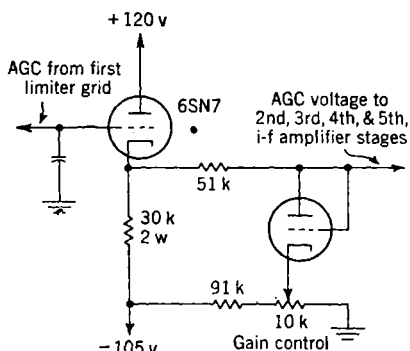 +120 v
AGC from first
limiter grid
6SN7
AGC voltage to
2nd, 3rd, 4th, & 5th,
i-f amplifier stages
51 k
30 k
2 w
91 k
10 k
-105 v
Gain control